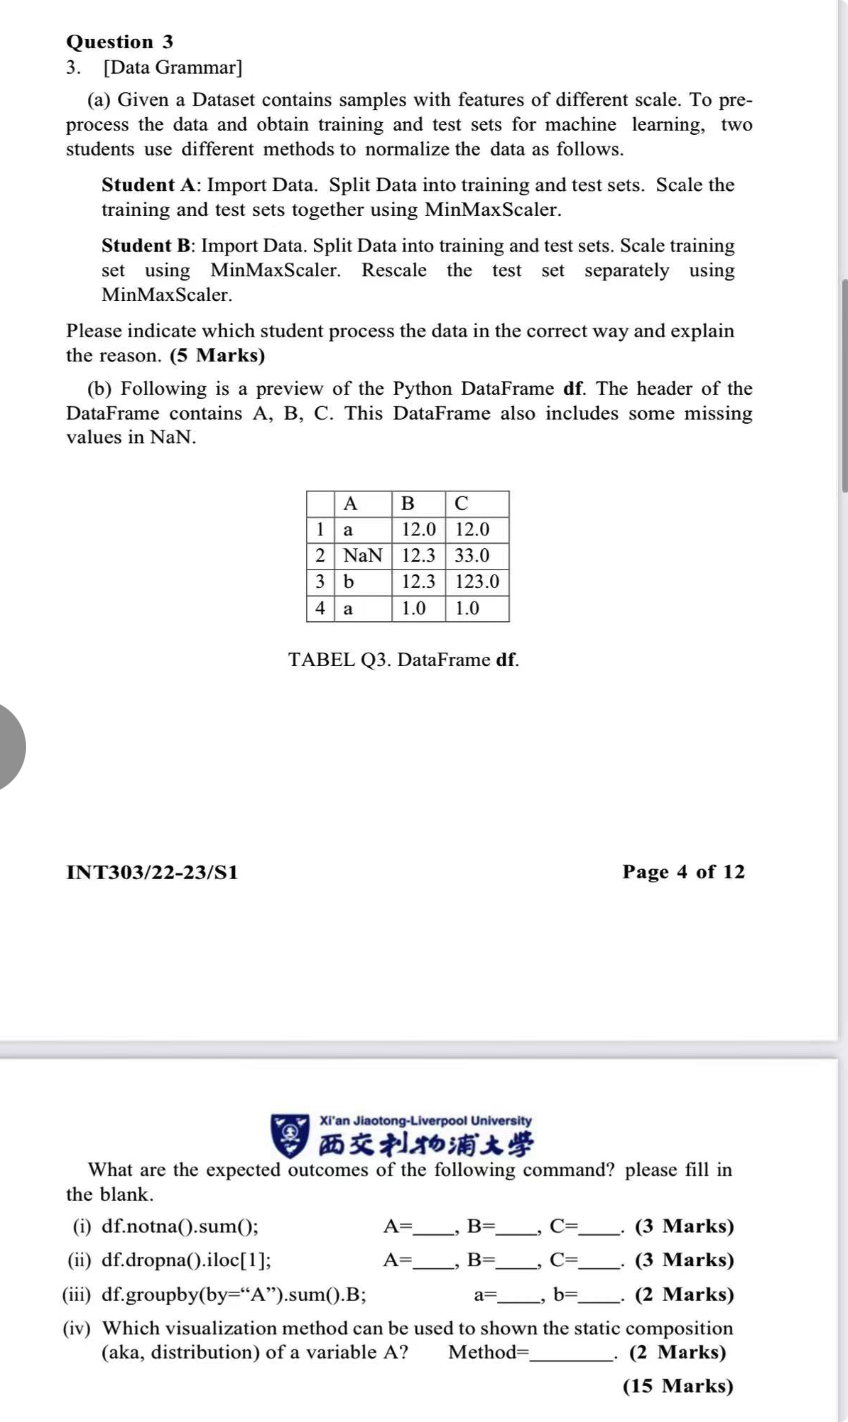 Question 3
3. [Data Grammar]
(a) Given a Dataset contains samples with features of different scale. To pre-
process the data and obtain training and test sets for machine learning, two
students use different methods to normalize the data as follows.
Student A: Import Data. Split Data into training and test sets. Scale the
training and test sets together using MinMaxScaler.
Student B: Import Data. Split Data into training and test sets. Scale training
set using MinMaxScaler. Rescale the test set separately using
MinMaxScaler.
Please indicate which student process the data in the correct way and explain
the reason. (5 Marks)
(b) Following is a preview of the Python DataFrame df. The header of the
DataFrame contains A, B, C. This DataFrame also includes some missing
values in NaN.
A B C
1 a 12.0 12.0
2 NaN 12.3 33.0
3 b 12.3 123.0
4 a 1.0 1.0
TABEL Q3. DataFrame df.
INT303/22-23/S1 Page 4 of 12
Xi'an Jiaotong-Liverpool University
西交利物浦大學
What are the expected outcomes of the following command? please fill in
the blank.
(i) df.notna().sum(); A=____, B=____, C=____. (3 Marks)
(ii) df.dropna().iloc[1]; A=____, B=____, C=____. (3 Marks)
(iii) df.groupby(by=“A”).sum().B; a=____, b=____. (2 Marks)
(iv) Which visualization method can be used to shown the static composition
(aka, distribution) of a variable A? Method=________. (2 Marks)
(15 Marks)